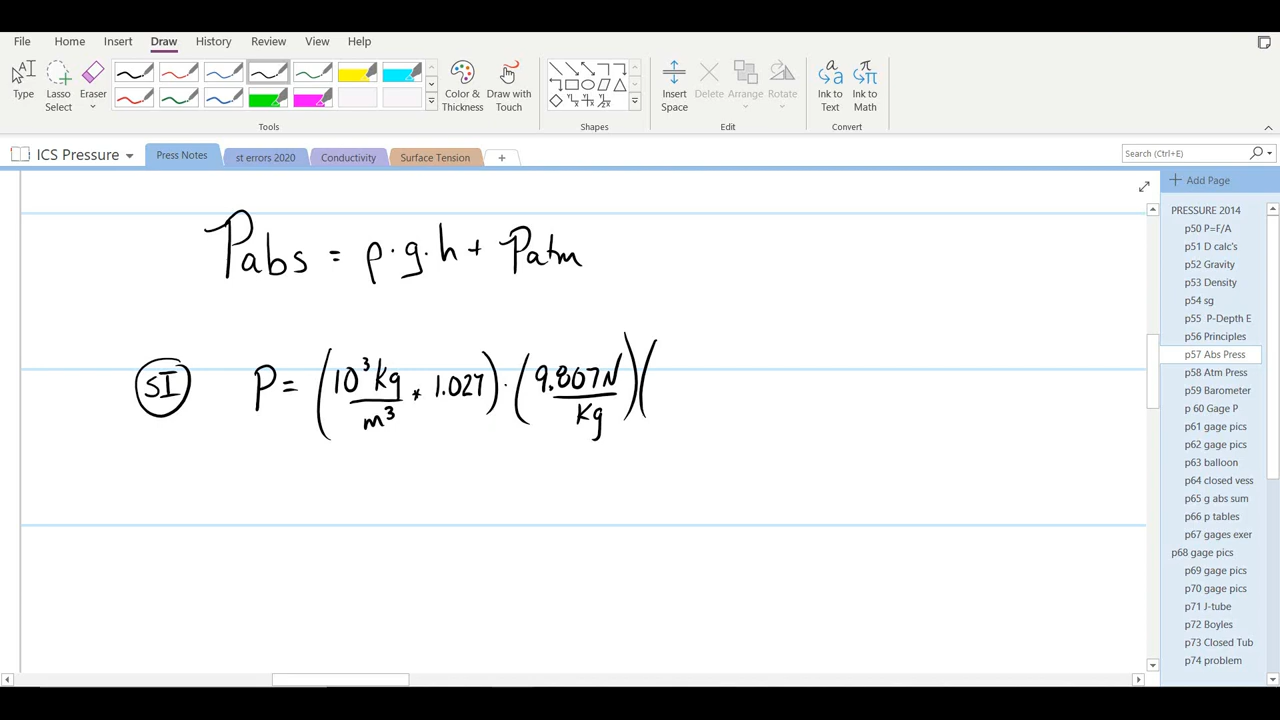 File Home Insert Draw History Review View Help
Type Lasso Select Eraser Color & Thickness Draw with Touch Insert Space Delete Arrange Rotate Ink to Text Ink to Math
Tools Shapes Edit Convert
ICS Pressure Press Notes st errors 2020 Conductivity Surface Tension + Search (Ctrl+E)
Add Page
PRESSURE 2014
p50 P=F/A
p51 D calc's
p52 Gravity
p53 Density
p54 sg
p55 P-Depth E
p56 Principles
p57 Abs Press
p58 Atm Press
p59 Barometer
p 60 Gage P
p61 gage pics
p62 gage pics
p63 balloon
p64 closed vess
p65 g abs sum
p66 p tables
p67 gages exer
p68 gage pics
p69 gage pics
p70 gage pics
p71 J-tube
p72 Boyles
p73 Closed Tub
p74 problem
Pabs = ρ·g·h + Patm
SI P = (10³ kg/m³ * 1.027) · (9.807N/Kg)(